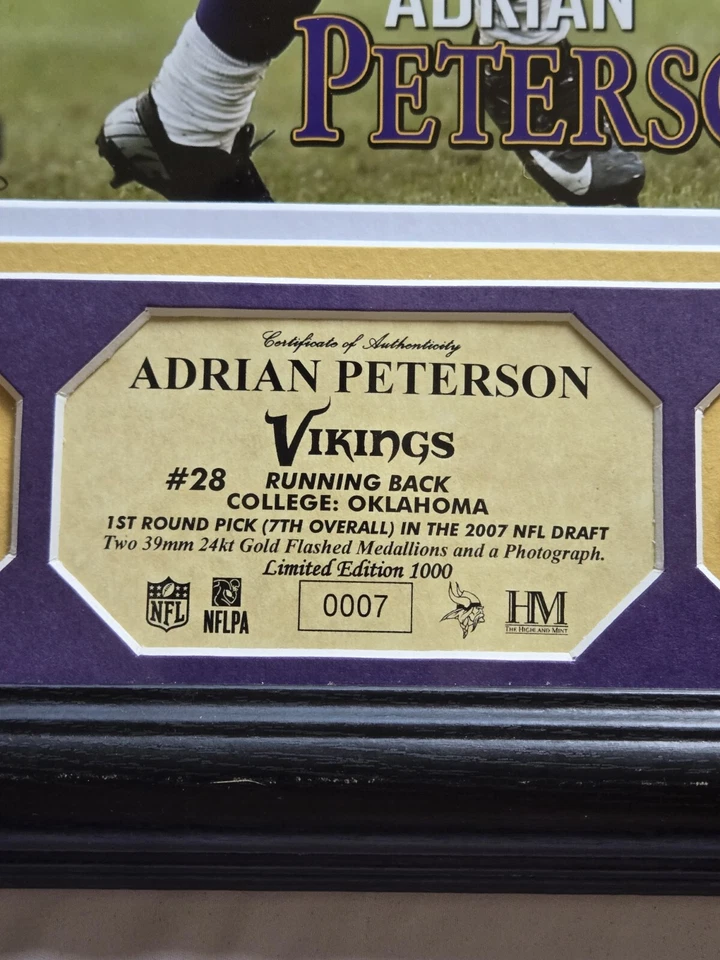 ADRIAN
PETERSO
Certificate of Authenticity
ADRIAN PETERSON
VIKINGS
#28 RUNNING BACK
COLLEGE: OKLAHOMA
1ST ROUND PICK (7TH OVERALL) IN THE 2007 NFL DRAFT
Two 39mm 24kt Gold Flashed Medallions and a Photograph.
Limited Edition 1000
NFL
NFLPA
0007
HM
THE HIGHLAND MINT